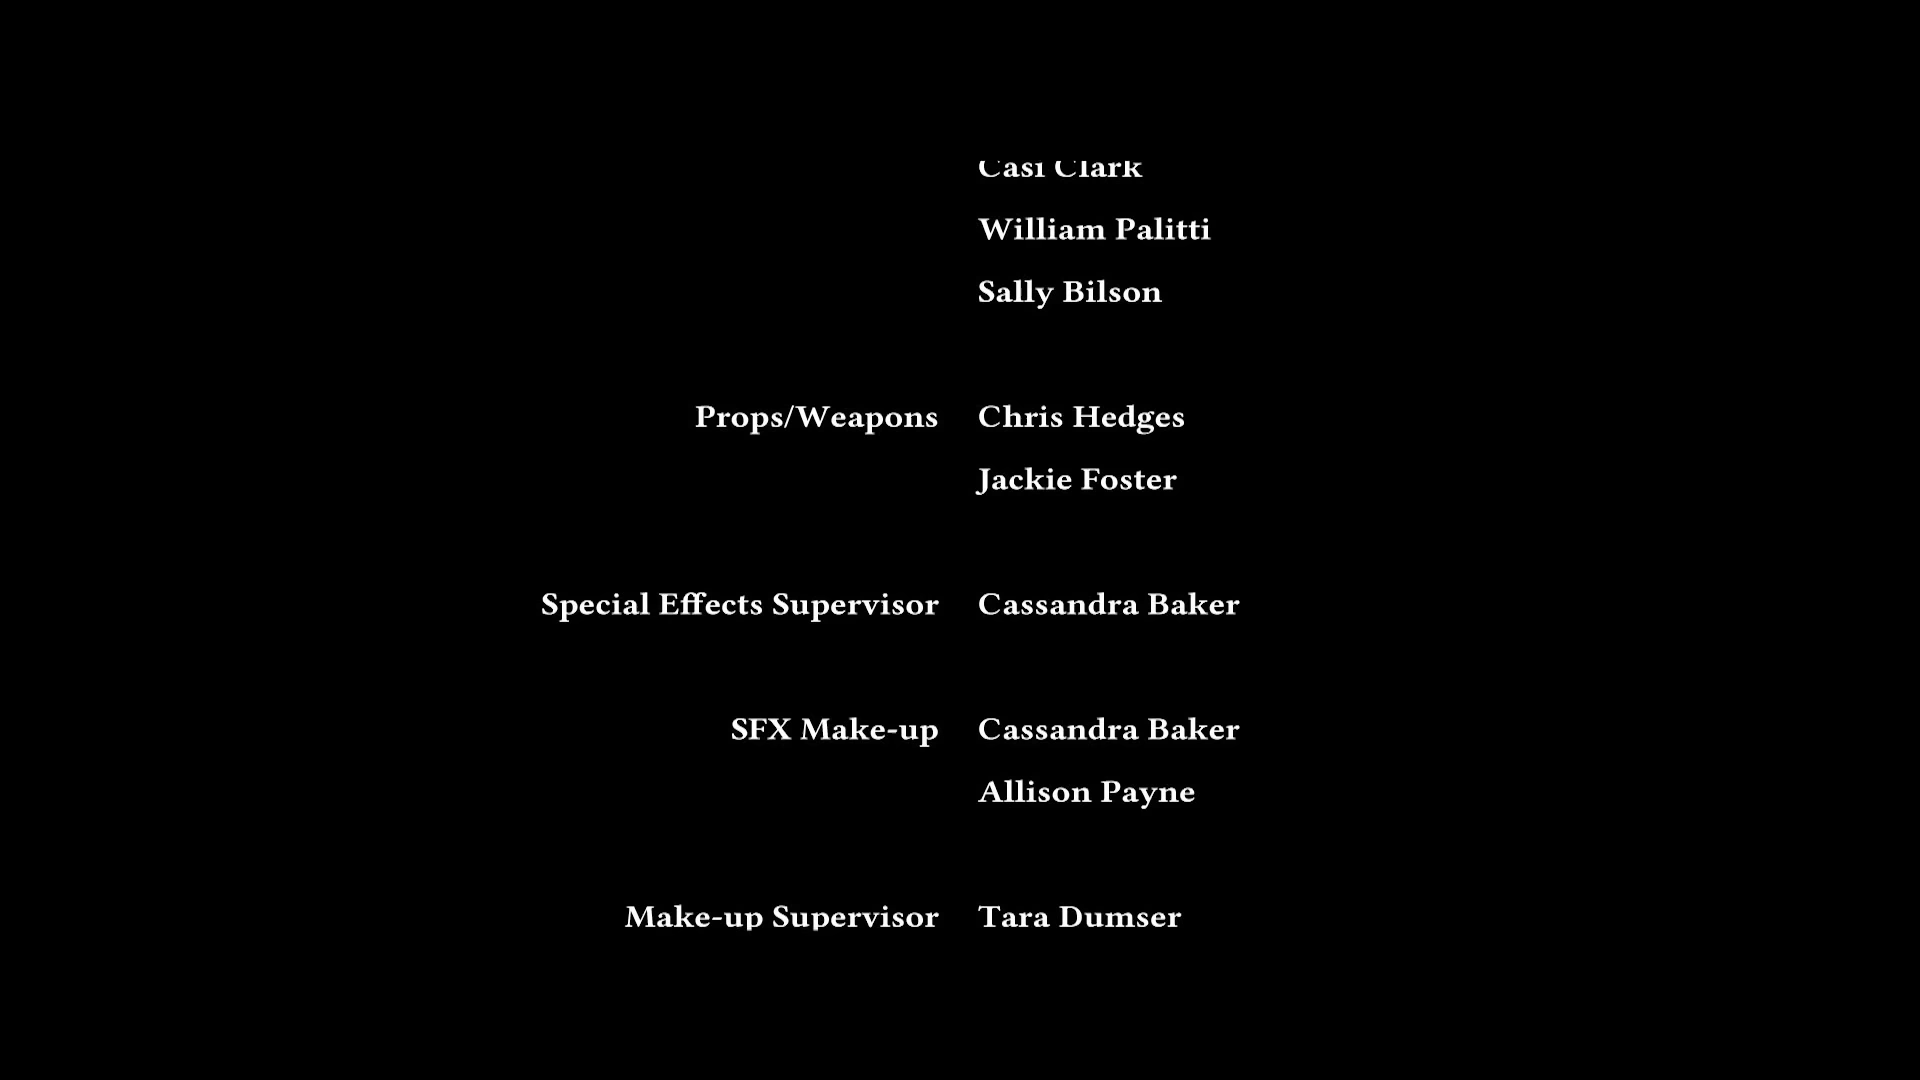 Casi Clark
William Palitti
Sally Bilson
Props/Weapons Chris Hedges
Jackie Foster
Special Effects Supervisor Cassandra Baker
SFX Make-up Cassandra Baker
Allison Payne
Make-up Supervisor Tara Dumser